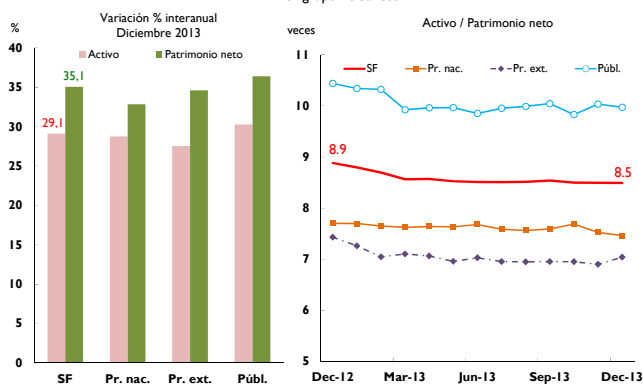 Variación % interanual
Diciembre 2013
%
Activo
Patrimonio neto
40
35
30
25
20
15
10
5
0
35,1
29,1
SF
Pr. nac.
Pr. ext.
Públ.
Activo / Patrimonio neto
veces
SF
Pr. nac.
Pr. ext.
Públ.
11
10
9
8
7
6
5
8.9
8.5
Dec-12
Mar-13
Jun-13
Sep-13
Dec-13